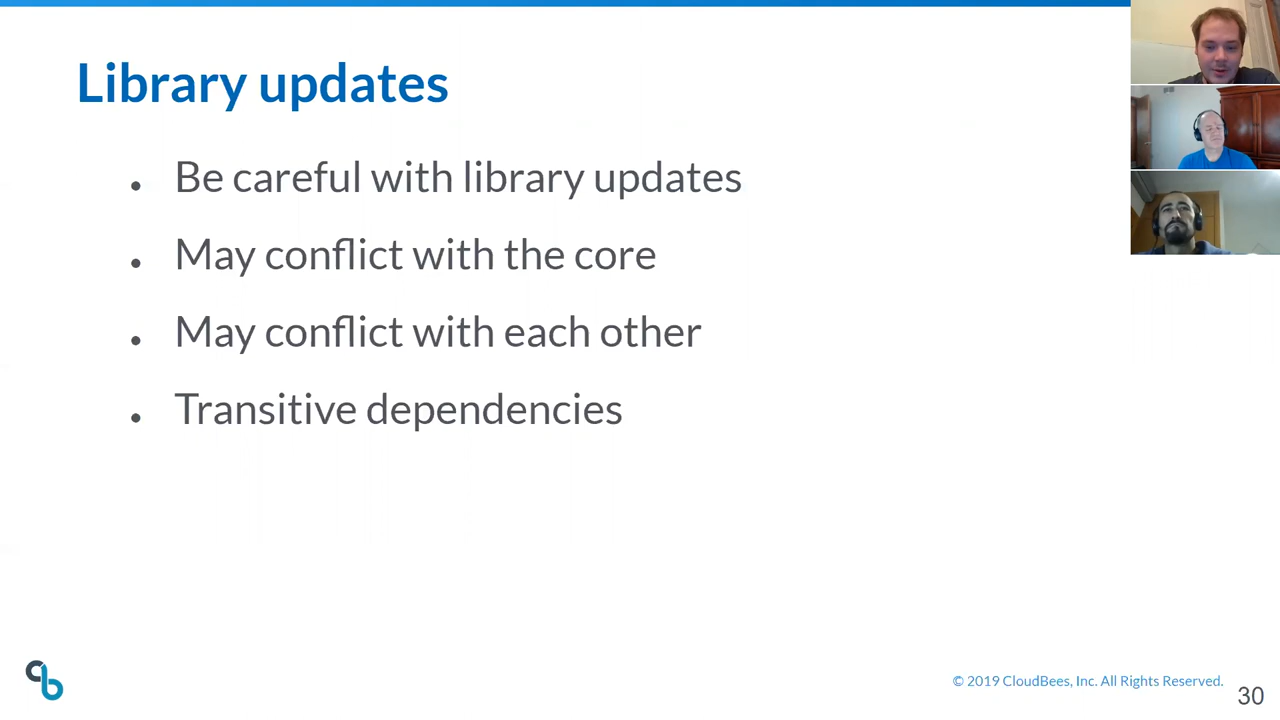 Library updates
• Be careful with library updates
• May conflict with the core
• May conflict with each other
• Transitive dependencies
© 2019 CloudBees, Inc. All Rights Reserved.
30